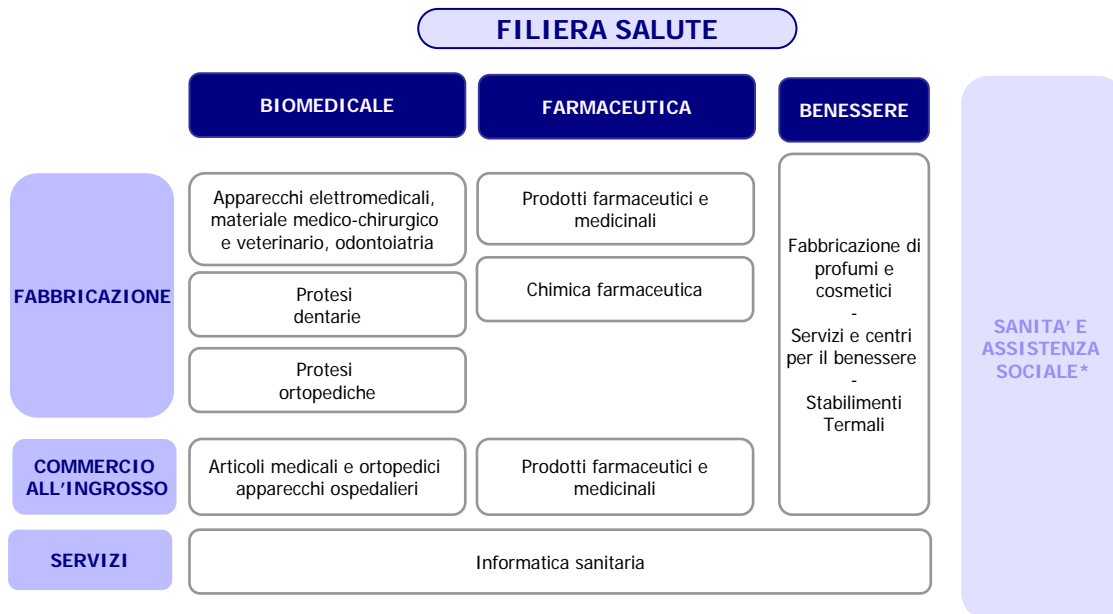 FILIERA SALUTE
BIOMEDICALE
FARMACEUTICA
BENESSERE
FABBRICAZIONE
Apparecchi elettromedicali,
materiale medico-chirurgico
e veterinario, odontoiatria
Protesi
dentarie
Protesi
ortopediche
Prodotti farmaceutici e
medicinali
Chimica farmaceutica
Fabbricazione di
profumi e
cosmetici
-
Servizi e centri
per il benessere
-
Stabilimenti
Termali
SANITA' E
ASSISTENZA
SOCIALE*
COMMERCIO
ALL'INGROSSO
Articoli medicali e ortopedici
apparecchi ospedalieri
Prodotti farmaceutici e
medicinali
SERVIZI
Informatica sanitaria